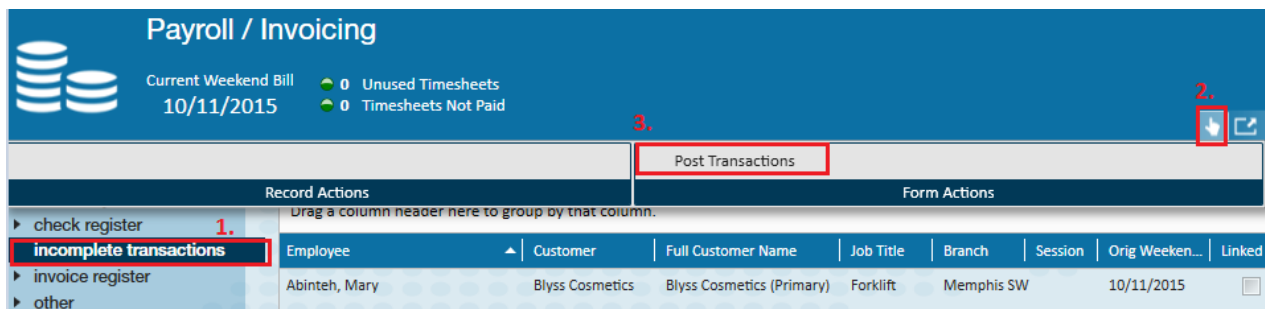 Payroll / Invoicing
Current Weekend Bill
10/11/2015
0 Unused Timesheets
0 Timesheets Not Paid
2.
3.
Post Transactions
Record Actions
Form Actions
check register
1.
incomplete transactions
invoice register
other
Drag a column header here to group by that column.
Employee Customer Full Customer Name Job Title Branch Session Orig Weeken... Linked
Abinteh, Mary Blyss Cosmetics Blyss Cosmetics (Primary) Forklift Memphis SW 10/11/2015